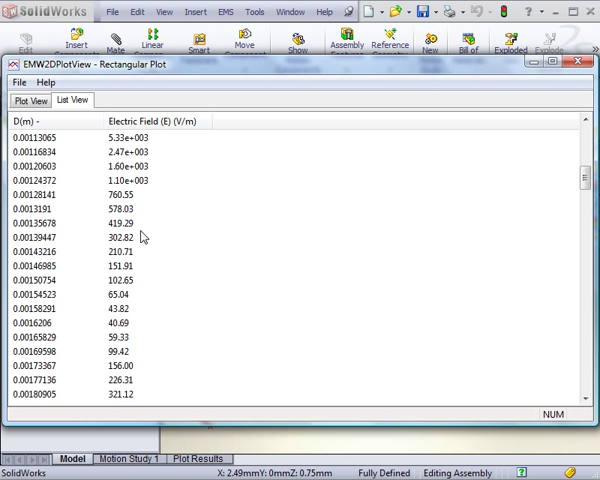 SolidWorks File Edit View Insert EMS Tools Window Help
Edit Insert Mate Linear Smart Move Show Assembly Reference New Bill of Exploded Explode
EMW2DPlotView - Rectangular Plot
File Help
Plot View List View
D(m) - Electric Field (E) (V/m)
0.00113065 5.33e+003
0.00116834 2.47e+003
0.00120603 1.60e+003
0.00124372 1.10e+003
0.00128141 760.55
0.0013191 578.03
0.00135678 419.29
0.00139447 302.82
0.00143216 210.71
0.00146985 151.91
0.00150754 102.65
0.00154523 65.04
0.00158291 43.82
0.0016206 40.69
0.00165829 59.33
0.00169598 99.42
0.00173367 156.00
0.00177136 226.31
0.00180905 321.12
NUM
Model Motion Study 1 Plot Results
SolidWorks X: 2.49mmY: 0mmZ: 0.75mm Fully Defined Editing Assembly